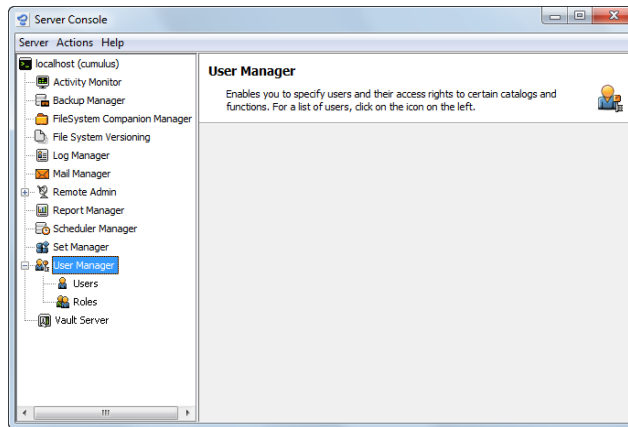 Server Console
Server Actions Help
localhost (cumulus)
Activity Monitor
Backup Manager
FileSystem Companion Manager
File System Versioning
Log Manager
Mail Manager
Remote Admin
Report Manager
Scheduler Manager
Set Manager
User Manager
Users
Roles
Vault Server
User Manager
Enables you to specify users and their access rights to certain catalogs and
functions. For a list of users, click on the icon on the left.